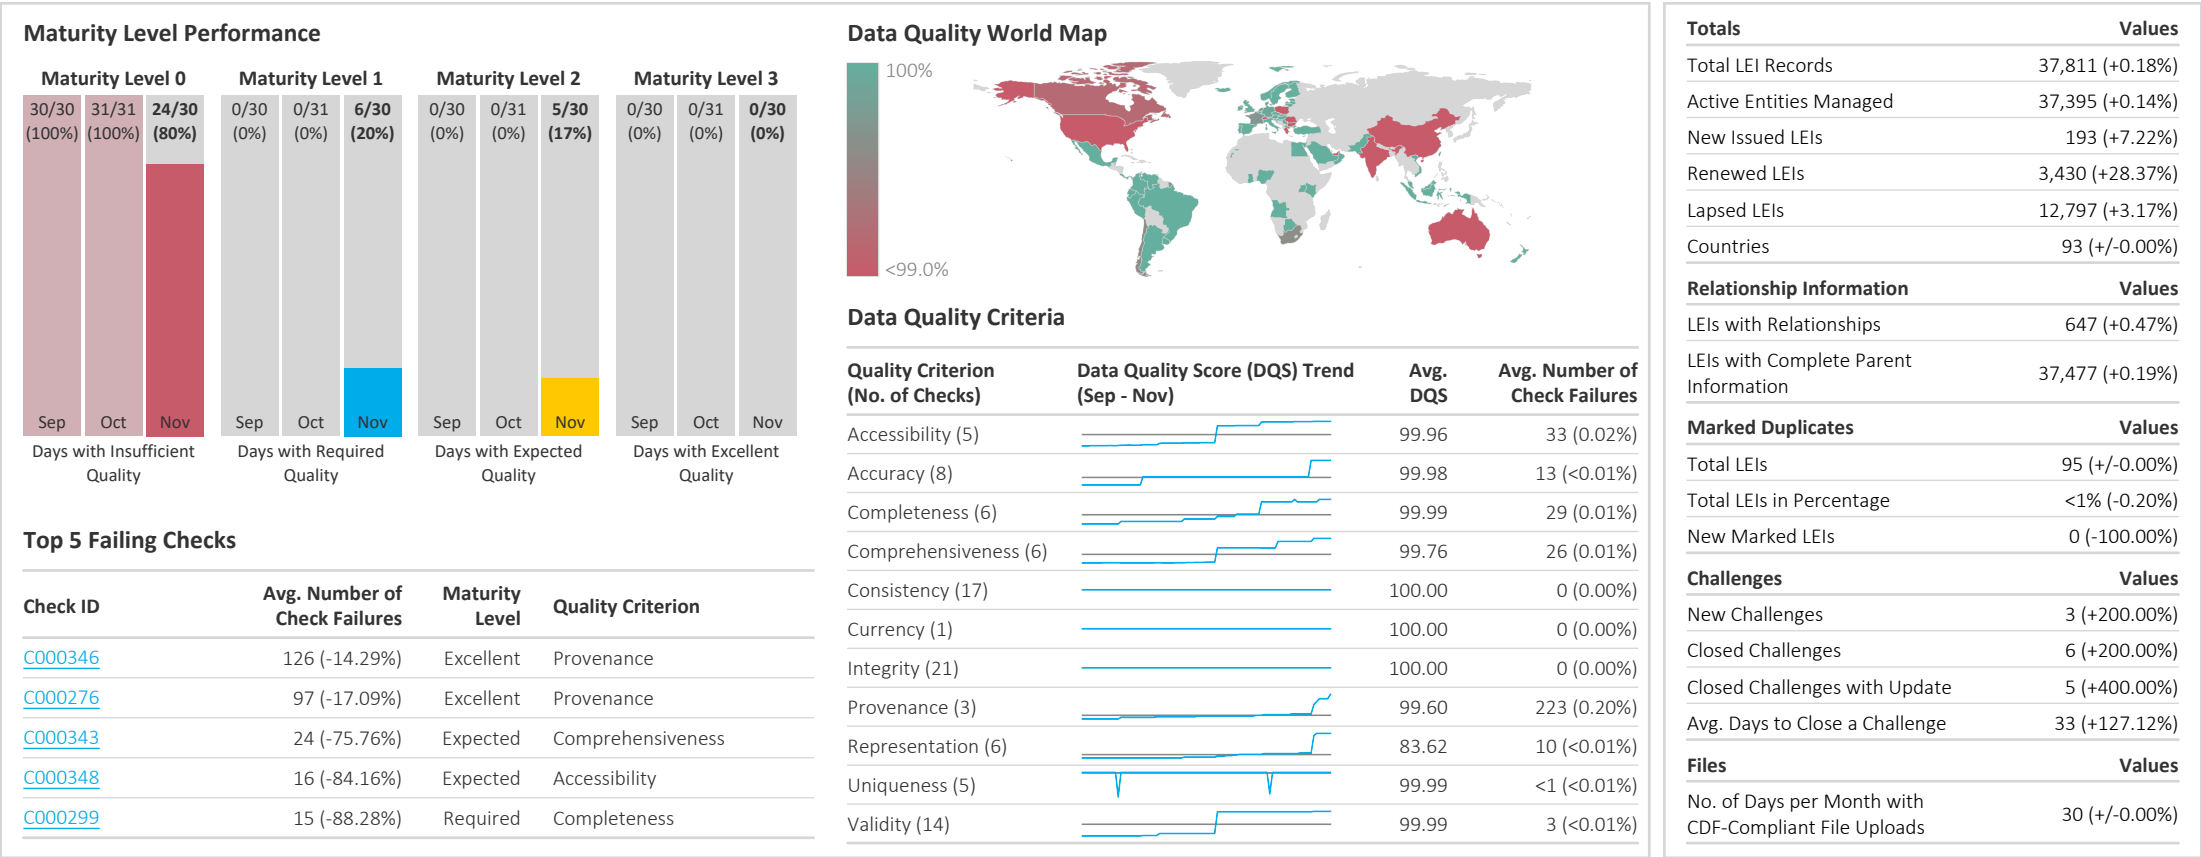 Maturity Level Performance
Maturity Level 0
Maturity Level 1
Maturity Level 2
Maturity Level 3
30/30 31/31 24/30
(100%) (100%) (80%)
0/30 0/31 6/30
(0%) (0%) (20%)
0/30 0/31 5/30
(0%) (0%) (17%)
0/30 0/31 0/30
(0%) (0%) (0%)
Sep Oct Nov
Sep Oct Nov
Sep Oct Nov
Sep Oct Nov
Days with Insufficient
Quality
Days with Required
Quality
Days with Expected
Quality
Days with Excellent
Quality
Top 5 Failing Checks
Check ID Avg. Number of Check Failures Maturity Level Quality Criterion
C000346 126 (-14.29%) Excellent Provenance
C000276 97 (-17.09%) Excellent Provenance
C000343 24 (-75.76%) Expected Comprehensiveness
C000348 16 (-84.16%) Expected Accessibility
C000299 15 (-88.28%) Required Completeness
Data Quality World Map
100%
<99.0%
Data Quality Criteria
Quality Criterion Data Quality Score (DQS) Trend Avg. Avg. Number of
(No. of Checks) (Sep - Nov) DQS Check Failures
Accessibility (5) 99.96 33 (0.02%)
Accuracy (8) 99.98 13 (<0.01%)
Completeness (6) 99.99 29 (0.01%)
Comprehensiveness (6) 99.76 26 (0.01%)
Consistency (17) 100.00 0 (0.00%)
Currency (1) 100.00 0 (0.00%)
Integrity (21) 100.00 0 (0.00%)
Provenance (3) 99.60 223 (0.20%)
Representation (6) 83.62 10 (<0.01%)
Uniqueness (5) 99.99 <1 (<0.01%)
Validity (14) 99.99 3 (<0.01%)
Totals Values
Total LEI Records 37,811 (+0.18%)
Active Entities Managed 37,395 (+0.14%)
New Issued LEIs 193 (+7.22%)
Renewed LEIs 3,430 (+28.37%)
Lapsed LEIs 12,797 (+3.17%)
Countries 93 (+/-0.00%)
Relationship Information Values
LEIs with Relationships 647 (+0.47%)
LEIs with Complete Parent
Information 37,477 (+0.19%)
Marked Duplicates Values
Total LEIs 95 (+/-0.00%)
Total LEIs in Percentage <1% (-0.20%)
New Marked LEIs 0 (-100.00%)
Challenges Values
New Challenges 3 (+200.00%)
Closed Challenges 6 (+200.00%)
Closed Challenges with Update 5 (+400.00%)
Avg. Days to Close a Challenge 33 (+127.12%)
Files Values
No. of Days per Month with
CDF-Compliant File Uploads 30 (+/-0.00%)